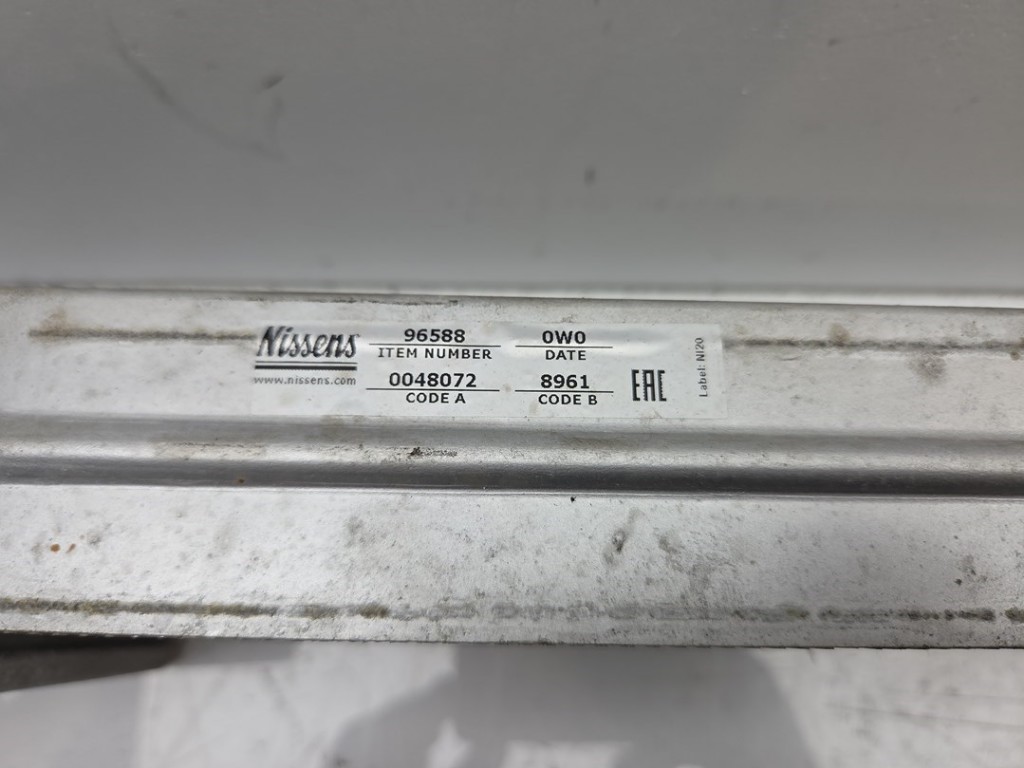 Nissens
www.nissens.com
96588
ITEM NUMBER
0W0
DATE
0048072
CODE A
8961
CODE B
EAC
Label: NI20